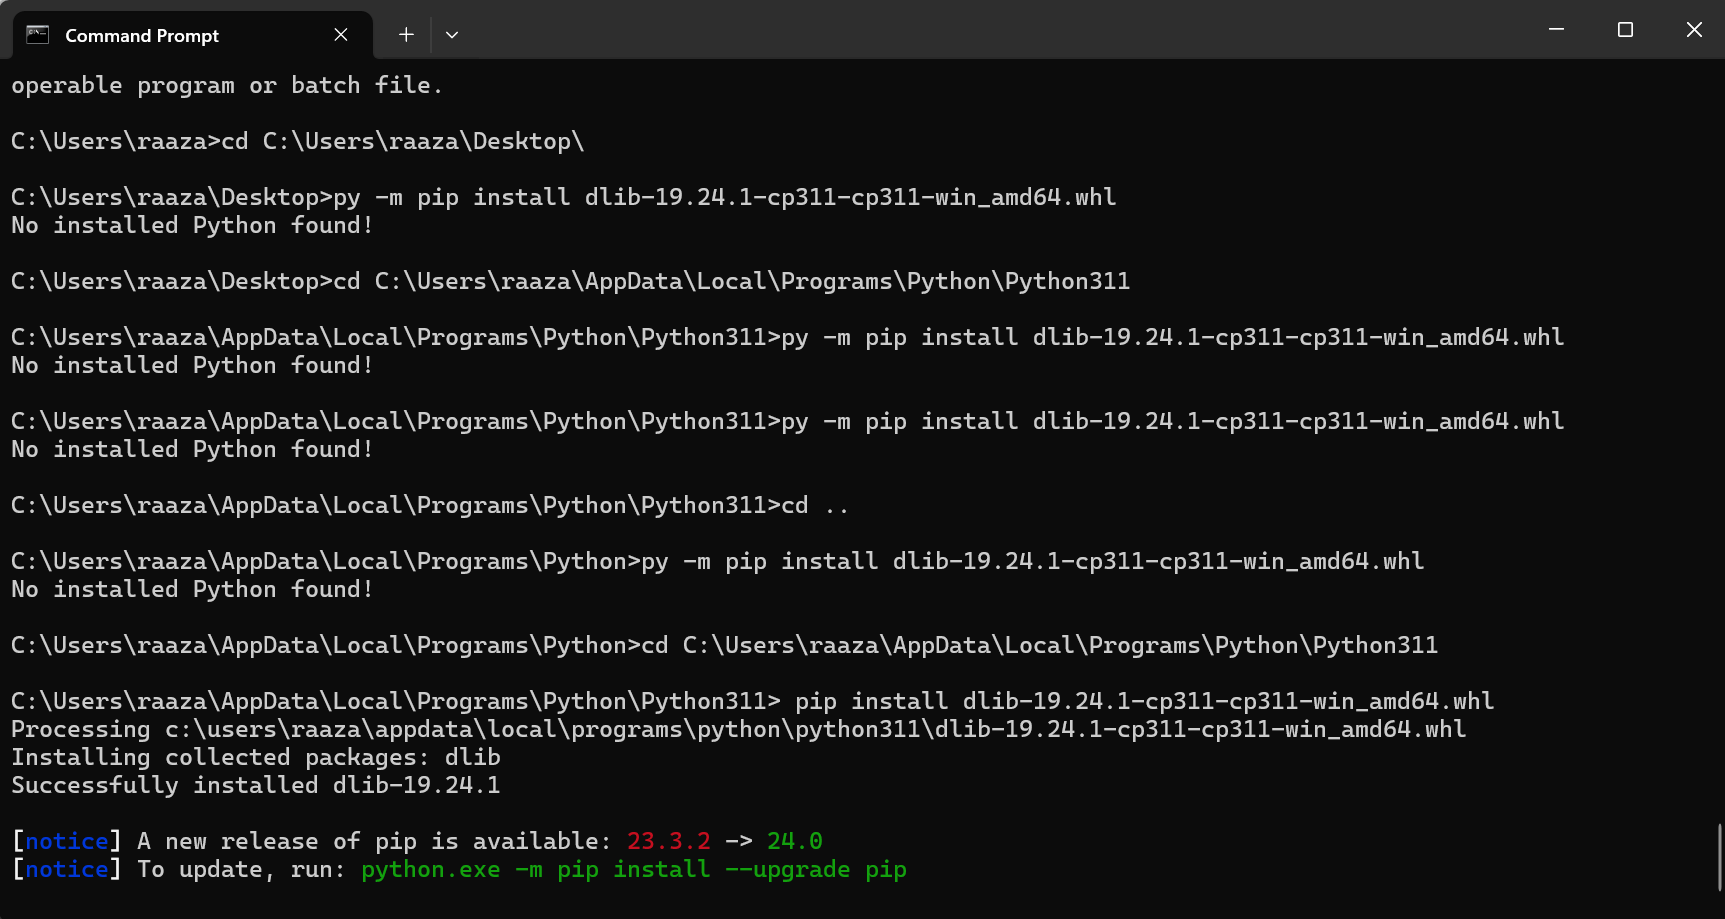 Command Prompt
operable program or batch file.
C:\Users\raaza>cd C:\Users\raaza\Desktop\
C:\Users\raaza\Desktop>py -m pip install dlib-19.24.1-cp311-cp311-win_amd64.whl
No installed Python found!
C:\Users\raaza\Desktop>cd C:\Users\raaza\AppData\Local\Programs\Python\Python311
C:\Users\raaza\AppData\Local\Programs\Python\Python311>py -m pip install dlib-19.24.1-cp311-cp311-win_amd64.whl
No installed Python found!
C:\Users\raaza\AppData\Local\Programs\Python\Python311>py -m pip install dlib-19.24.1-cp311-cp311-win_amd64.whl
No installed Python found!
C:\Users\raaza\AppData\Local\Programs\Python\Python311>cd ..
C:\Users\raaza\AppData\Local\Programs\Python>py -m pip install dlib-19.24.1-cp311-cp311-win_amd64.whl
No installed Python found!
C:\Users\raaza\AppData\Local\Programs\Python>cd C:\Users\raaza\AppData\Local\Programs\Python\Python311
C:\Users\raaza\AppData\Local\Programs\Python\Python311> pip install dlib-19.24.1-cp311-cp311-win_amd64.whl
Processing c:\users\raaza\appdata\local\programs\python\python311\dlib-19.24.1-cp311-cp311-win_amd64.whl
Installing collected packages: dlib
Successfully installed dlib-19.24.1
[notice] A new release of pip is available: 23.3.2 -> 24.0
[notice] To update, run: python.exe -m pip install --upgrade pip